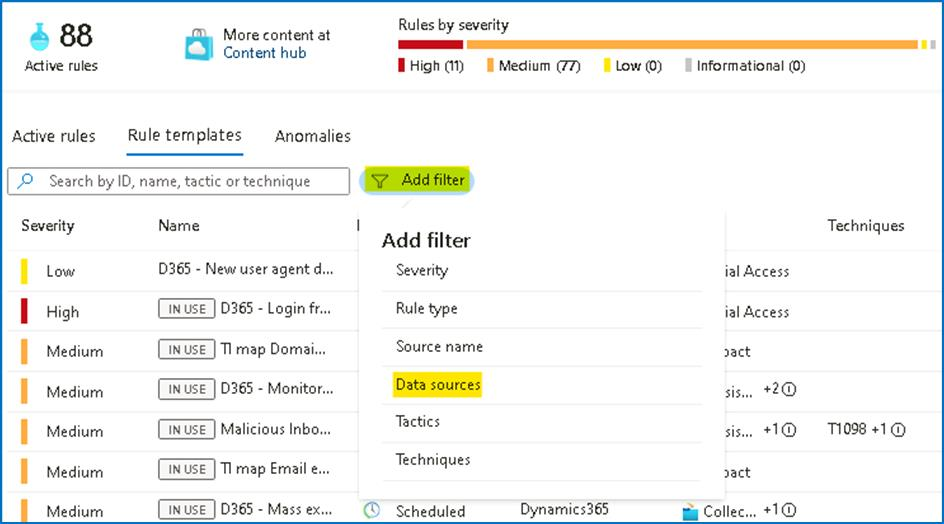 88
Active rules
More content at
Content hub
Rules by severity
High (11) Medium (77) Low (0) Informational (0)
Active rules Rule templates Anomalies
Search by ID, name, tactic or technique Add filter
Severity Name Techniques
Add filter
Severity
Rule type
Source name
Data sources
Tactics
Techniques
Low D365 - New user agent d... ial Access
High IN USE D365 - Login fr... ial Access
Medium IN USE TI map Domai... pact
Medium IN USE D365 - Monitor... sis... +2
Medium IN USE Malicious Inbo... sis... +1 T1098 +1
Medium IN USE TI map Email e... pact
Medium IN USE D365 - Mass ex... Scheduled Dynamics365 Collec... +1